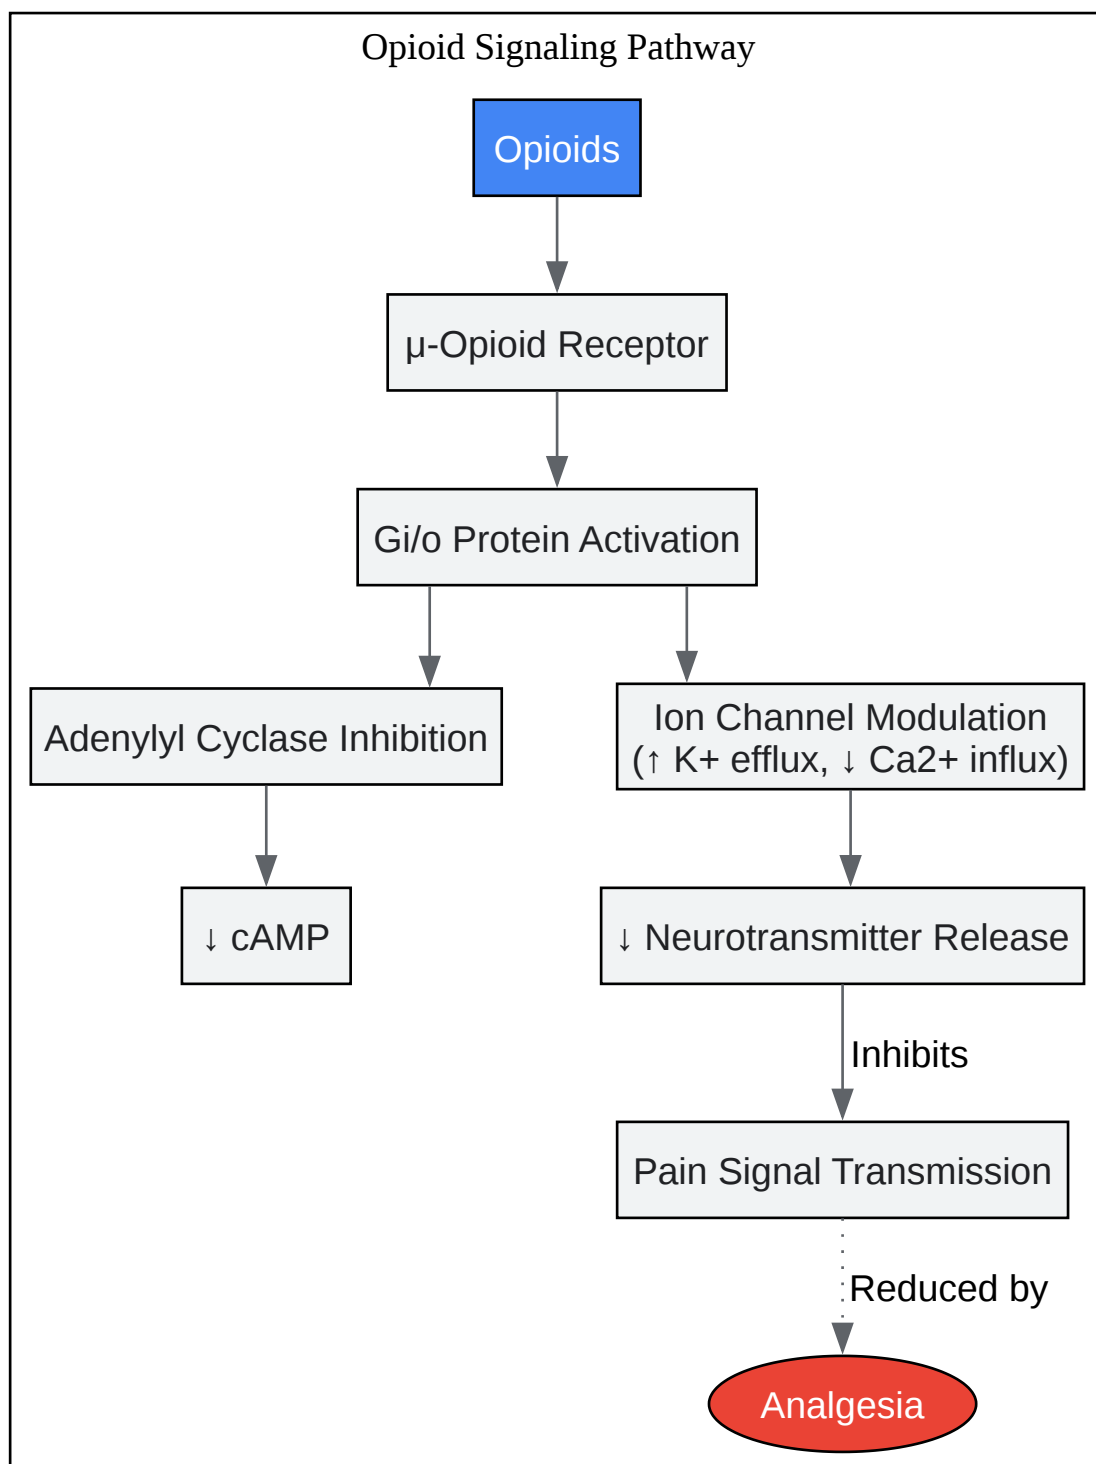 Opioid Signaling Pathway
Opioids
μ-Opioid Receptor
Gi/o Protein Activation
Adenylyl Cyclase Inhibition
Ion Channel Modulation
(↑ K+ efflux, ↓ Ca2+ influx)
↓ cAMP
↓ Neurotransmitter Release
Inhibits
Pain Signal Transmission
Reduced by
Analgesia